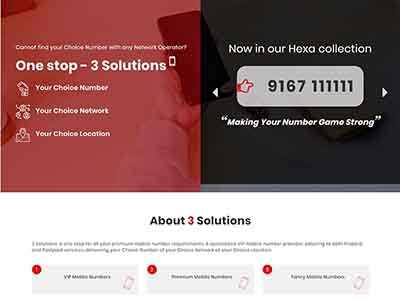 Cannot find your Choice Number with any Network Operator?
One stop - 3 Solutions
Your Choice Number
Your Choice Network
Your Choice Location
Now in our Hexa collection
9167 111111
“Making Your Number Game Strong”
About 3 Solutions
3 Solutions is one stop for all your premium mobile number requirements. A specialized VIP mobile number provider, catering to both Prepaid
and Postpaid services delivering your Choice Number of your Choice Network at your Choice Location.
1
VIP Mobile Numbers
2
Premium Mobile Numbers
3
Fancy Mobile Numbers